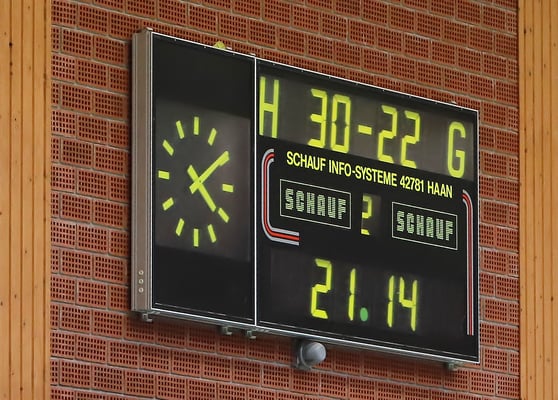 H 30-22 G
SCHAUF INFO-SYSTEME 42781 HAAN
SCHAUF 2 SCHAUF
21.14